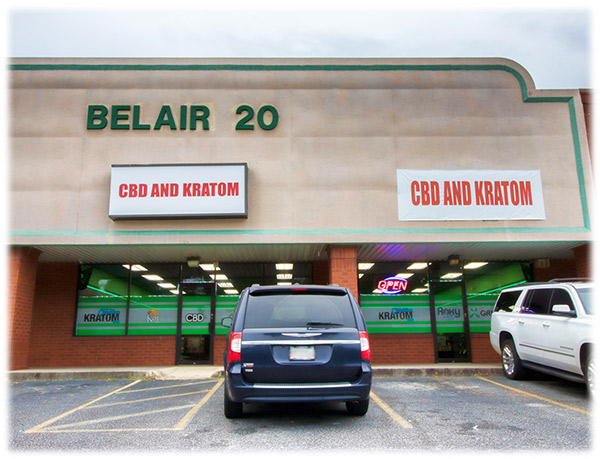 BELAIR 20
CBD AND KRATOM
CBD AND KRATOM
OPEN
KRATOM
CBD
KRATOM